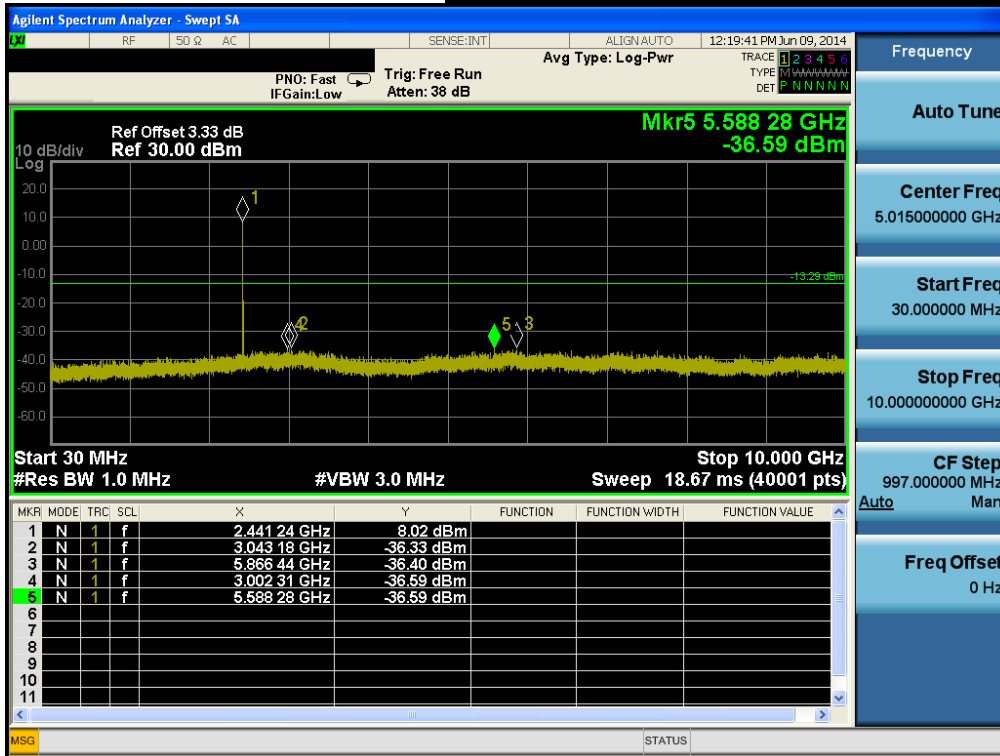 Agilent Spectrum Analyzer - Swept SA
LXI RF 50 Ω AC SENSE:INT ALIGN AUTO 12:19:41 PM Jun 09, 2014
Avg Type: Log-Pwr TRACE 1 2 3 4 5 6
PNO: Fast Trig: Free Run TYPE M
IFGain:Low Atten: 38 dB DET P N N N N N
Mkr5 5.588 28 GHz
-36.59 dBm
Ref Offset 3.33 dB
10 dB/div Ref 30.00 dBm
Log
20.0
10.0
0.00
-10.0
-20.0
-30.0
-40.0
-50.0
-60.0
1
-13.29 dBm
4 2 5 3
Start 30 MHz Stop 10.000 GHz
#Res BW 1.0 MHz #VBW 3.0 MHz Sweep 18.67 ms (40001 pts)
MKR MODE TRC SCL X Y FUNCTION FUNCTION WIDTH FUNCTION VALUE
1 N 1 f 2.441 24 GHz 8.02 dBm
2 N 1 f 3.043 18 GHz -36.33 dBm
3 N 1 f 5.866 44 GHz -36.40 dBm
4 N 1 f 3.002 31 GHz -36.59 dBm
5 N 1 f 5.588 28 GHz -36.59 dBm
6
7
8
9
10
11
MSG STATUS
Frequency
Auto Tune
Center Freq
5.015000000 GHz
Start Freq
30.000000 MHz
Stop Freq
10.000000000 GHz
CF Step
997.000000 MHz
Auto Man
Freq Offset
0 Hz